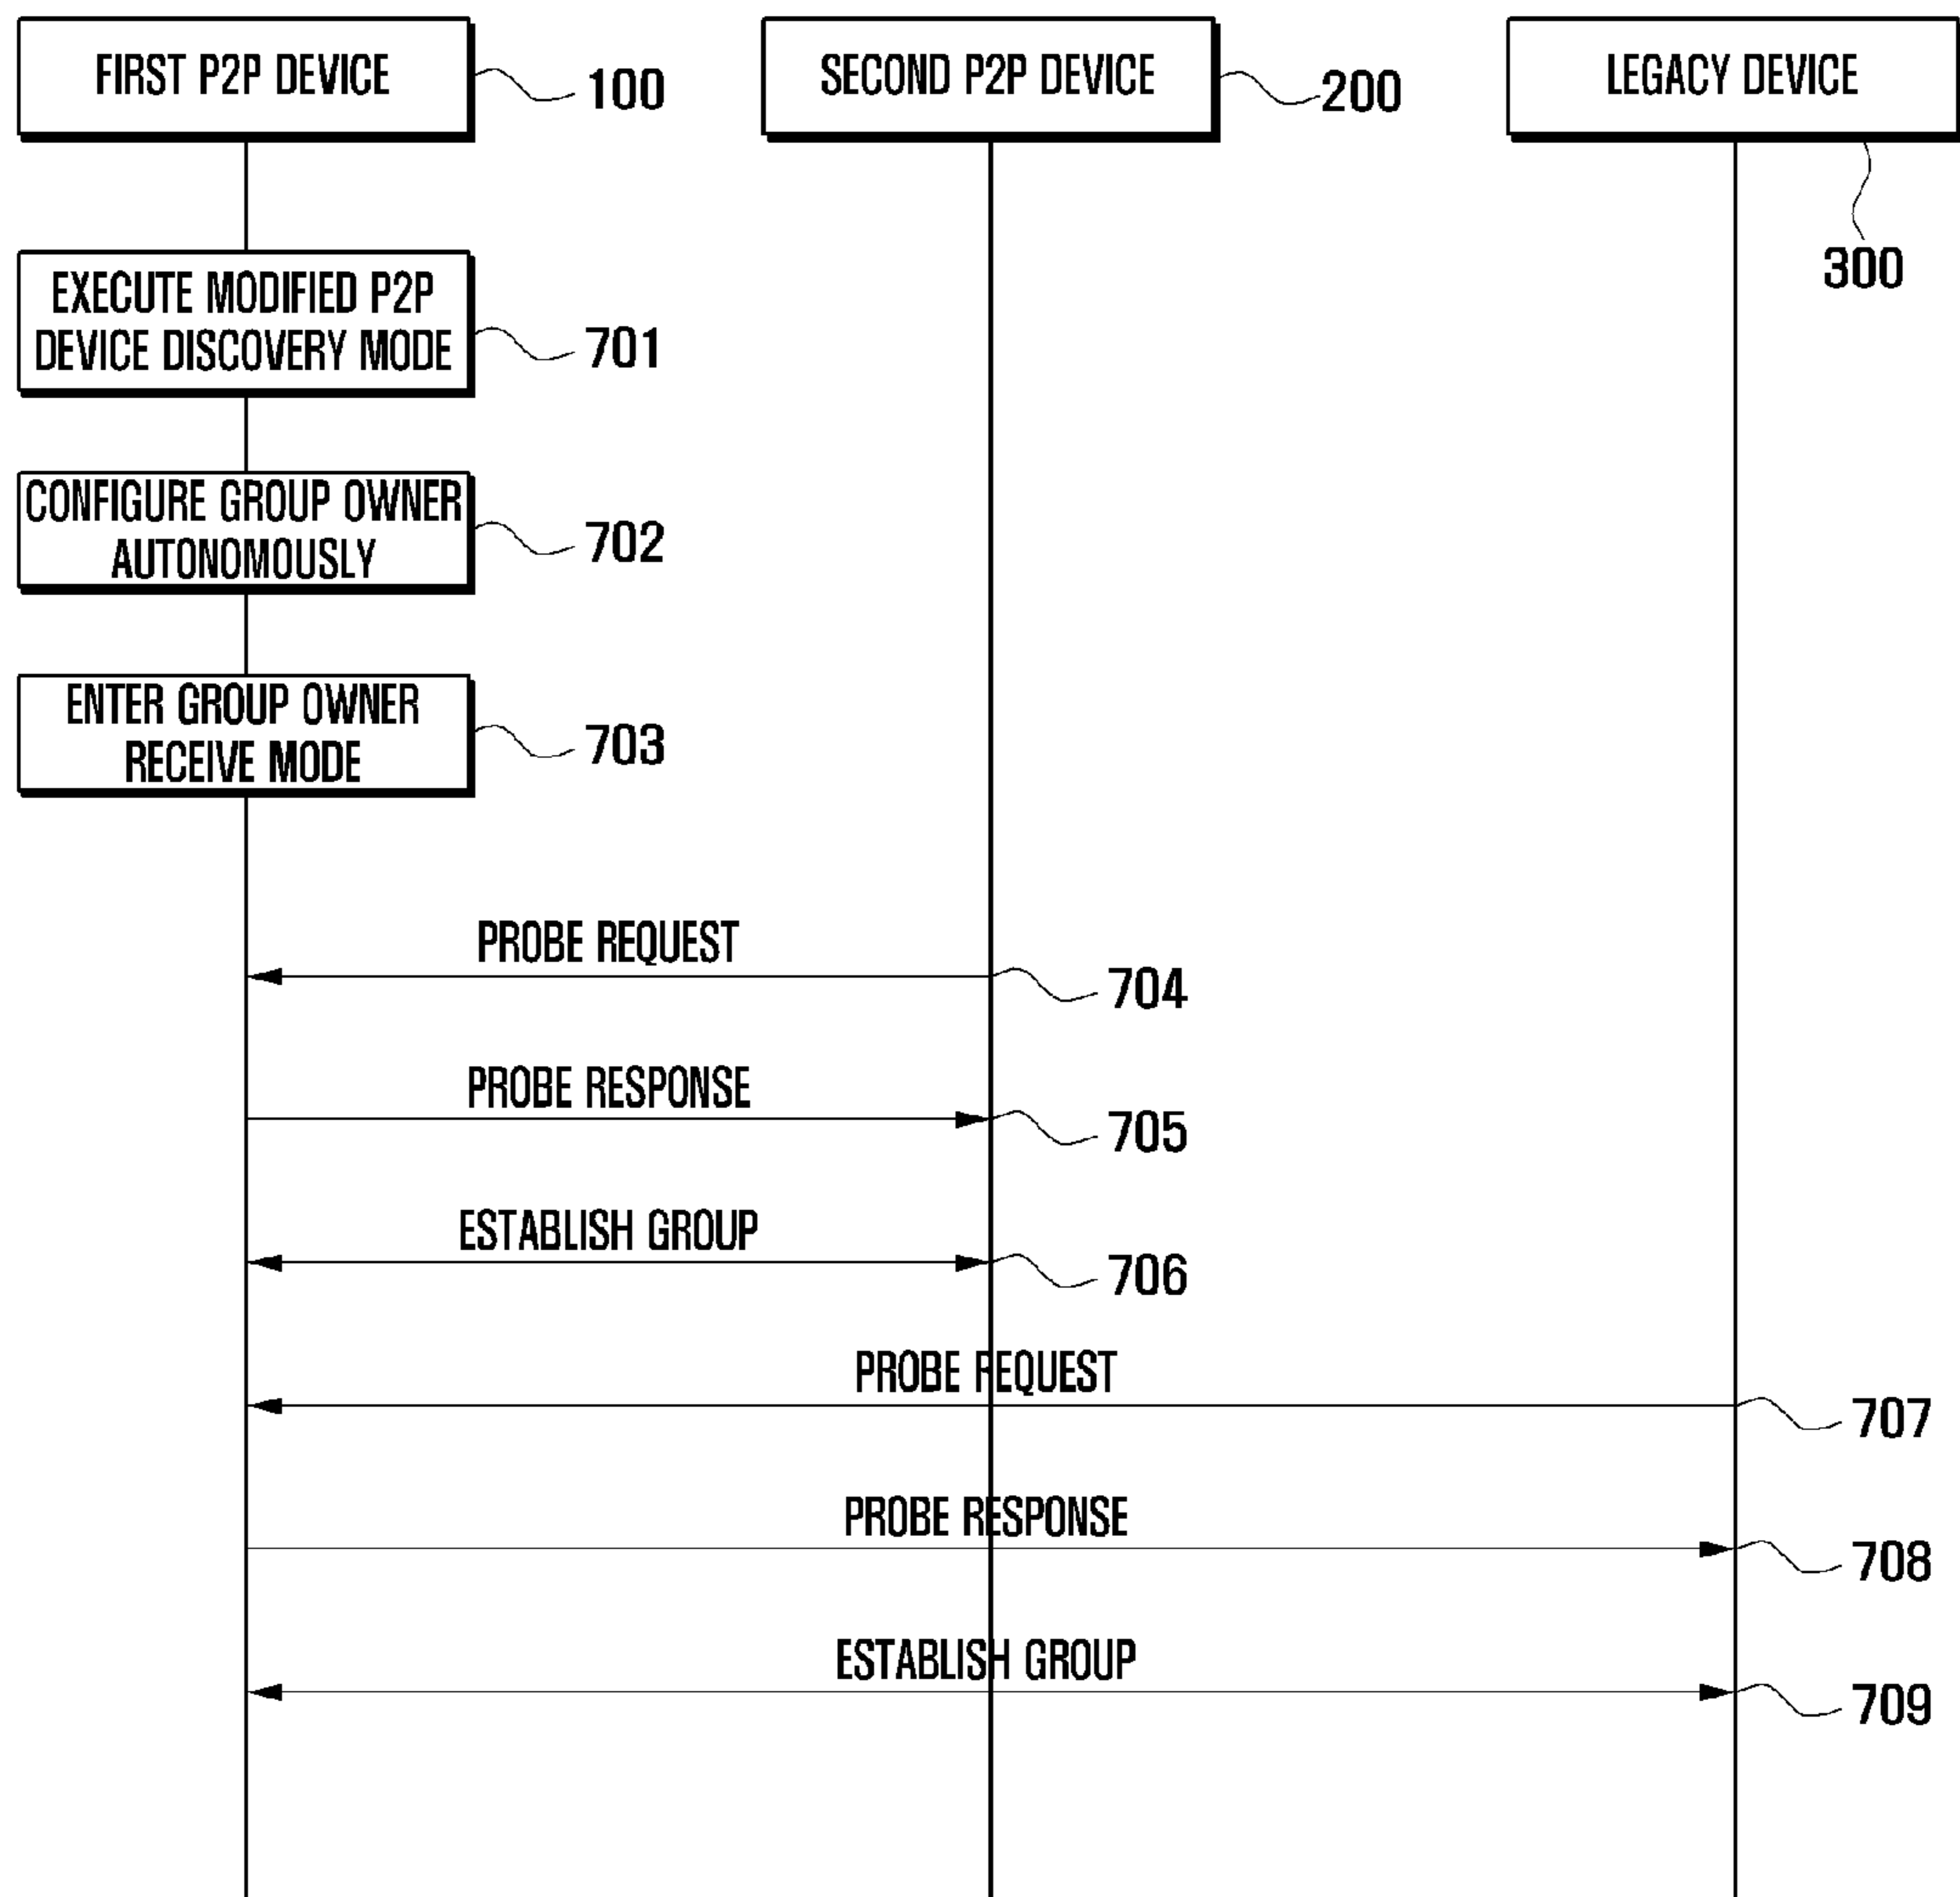 FIRST P2P DEVICE
100
SECOND P2P DEVICE
200
LEGACY DEVICE
300
EXECUTE MODIFIED P2P
DEVICE DISCOVERY MODE
701
CONFIGURE GROUP OWNER
AUTONOMOUSLY
702
ENTER GROUP OWNER
RECEIVE MODE
703
PROBE REQUEST
704
PROBE RESPONSE
705
ESTABLISH GROUP
706
PROBE REQUEST
707
PROBE RESPONSE
708
ESTABLISH GROUP
709